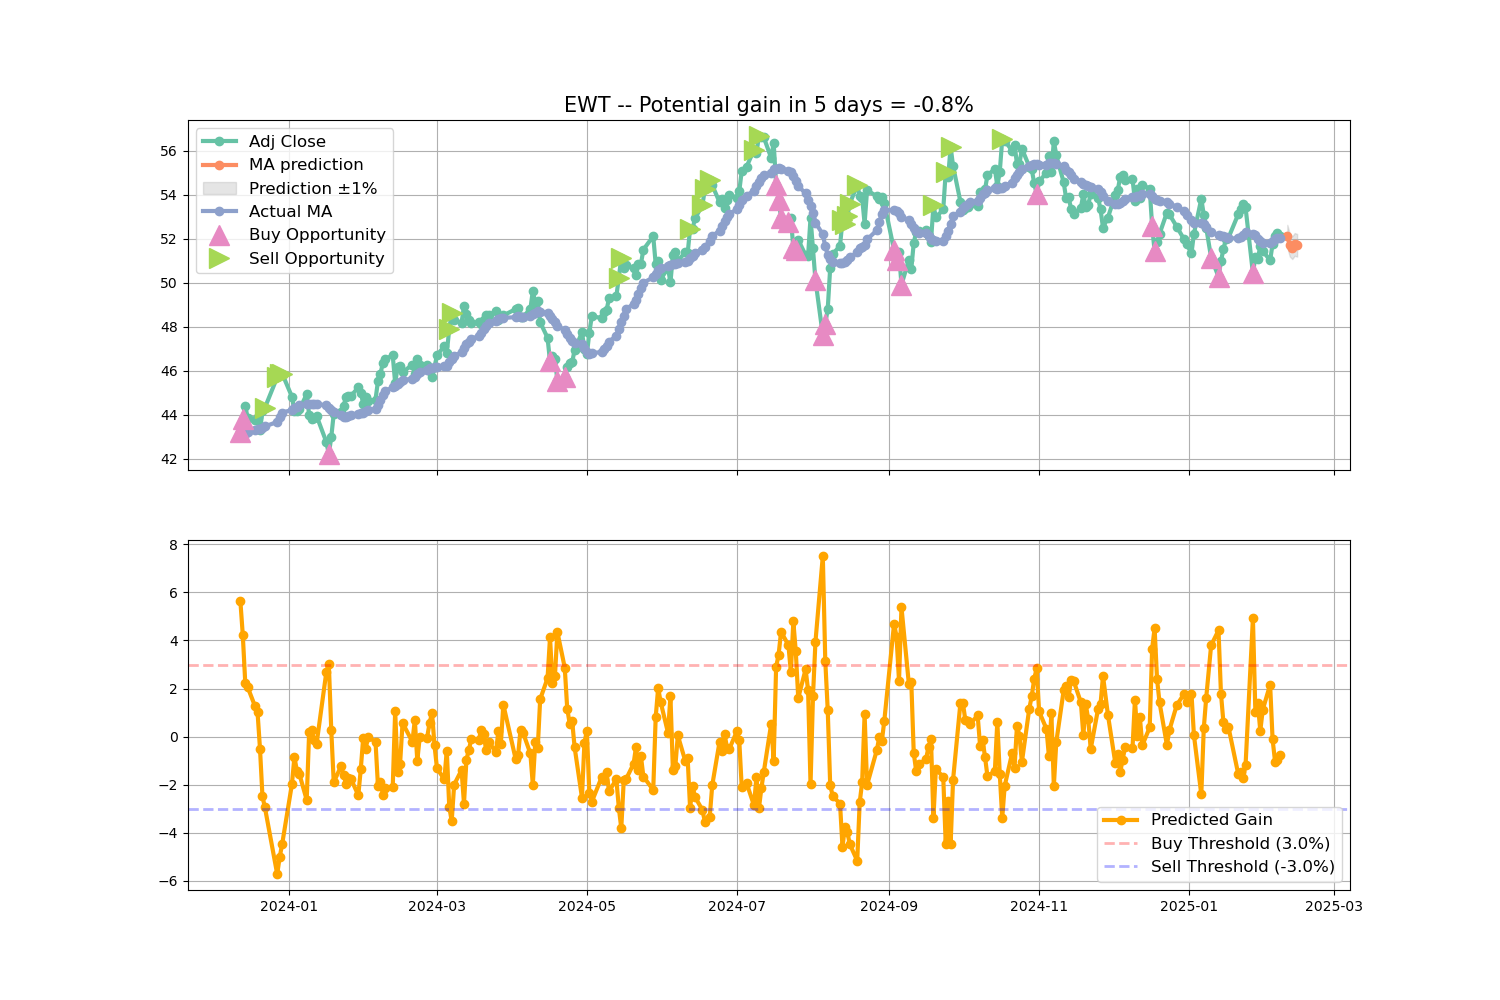 EWT -- Potential gain in 5 days = -0.8%
Adj Close
MA prediction
Prediction ±1%
Actual MA
Buy Opportunity
Sell Opportunity
56
54
52
50
48
46
44
42
8
6
4
2
0
−2
−4
−6
Predicted Gain
Buy Threshold (3.0%)
Sell Threshold (-3.0%)
2024-01 2024-03 2024-05 2024-07 2024-09 2024-11 2025-01 2025-03